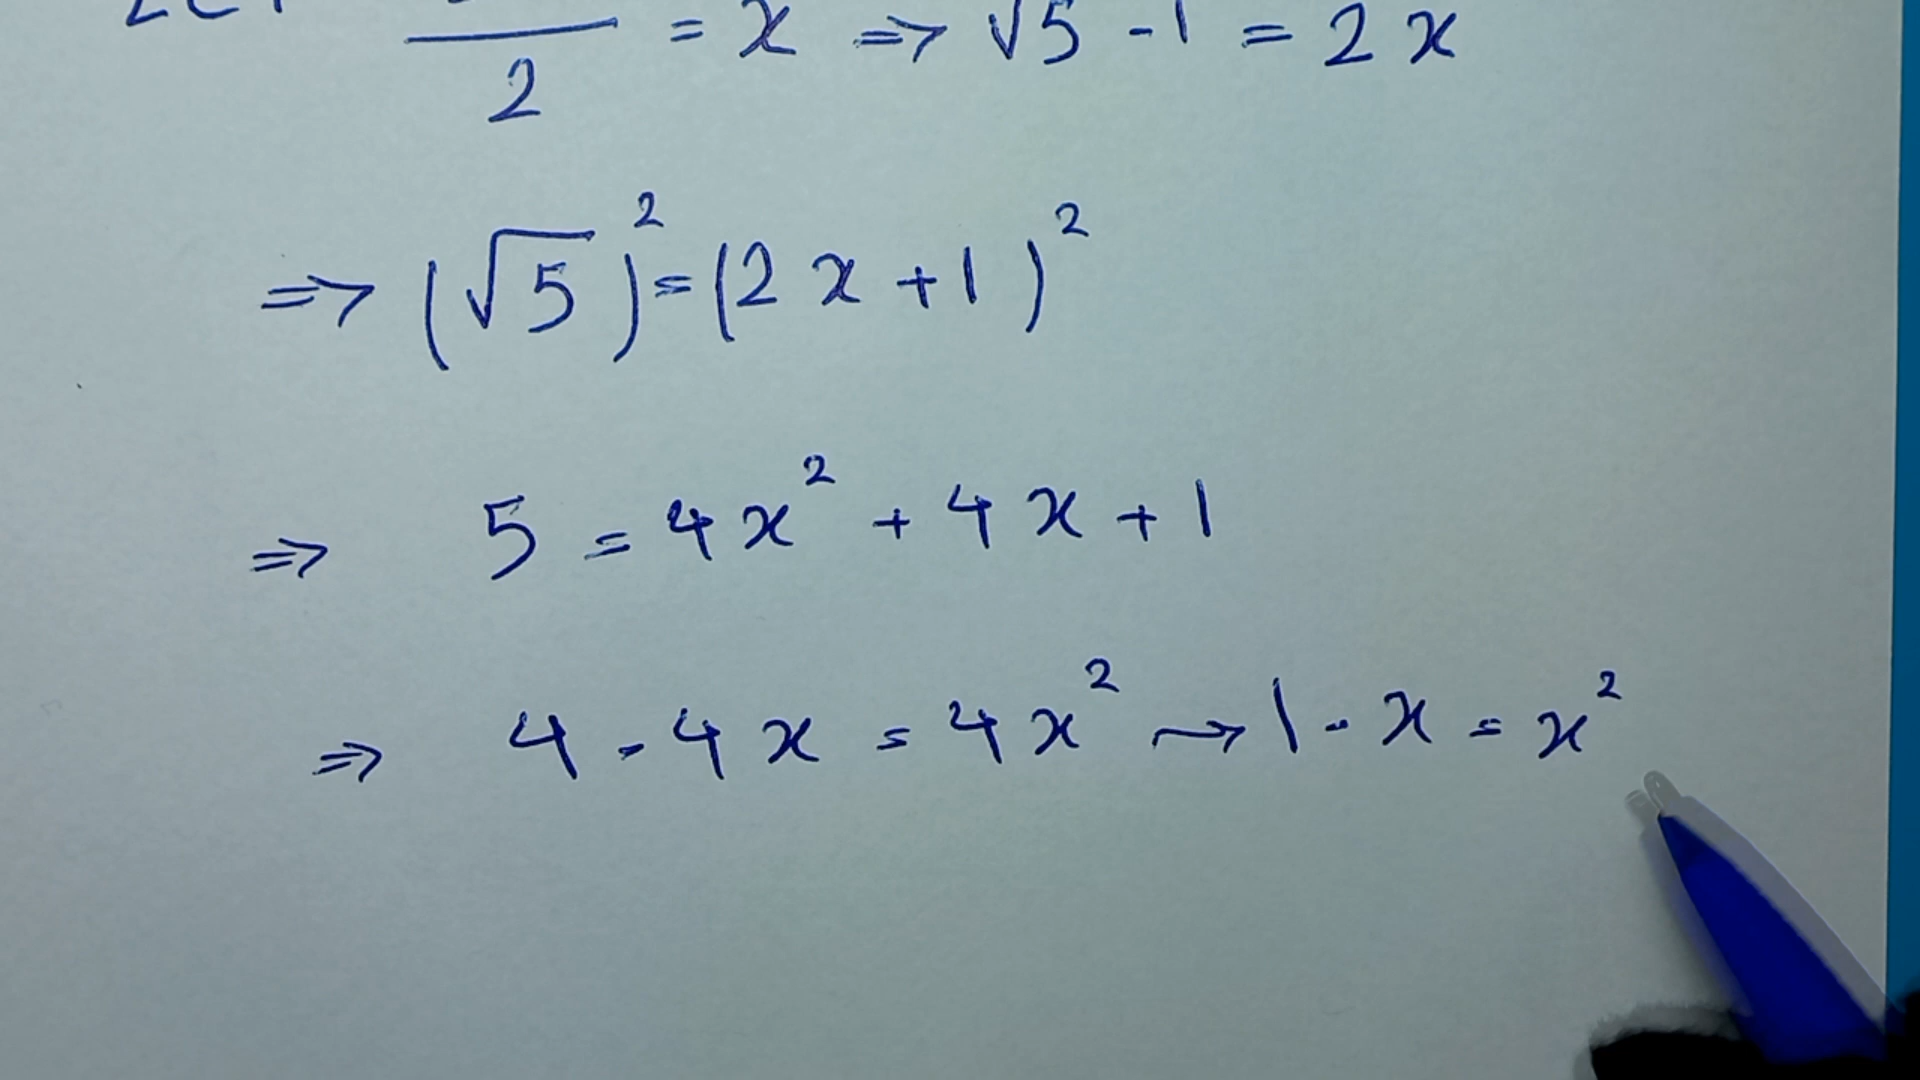 2 = x => √5 - 1 = 2x
=> (√5)² = (2x + 1)²
=> 5 = 4x² + 4x + 1
=> 4 - 4x = 4x² → 1 - x = x²